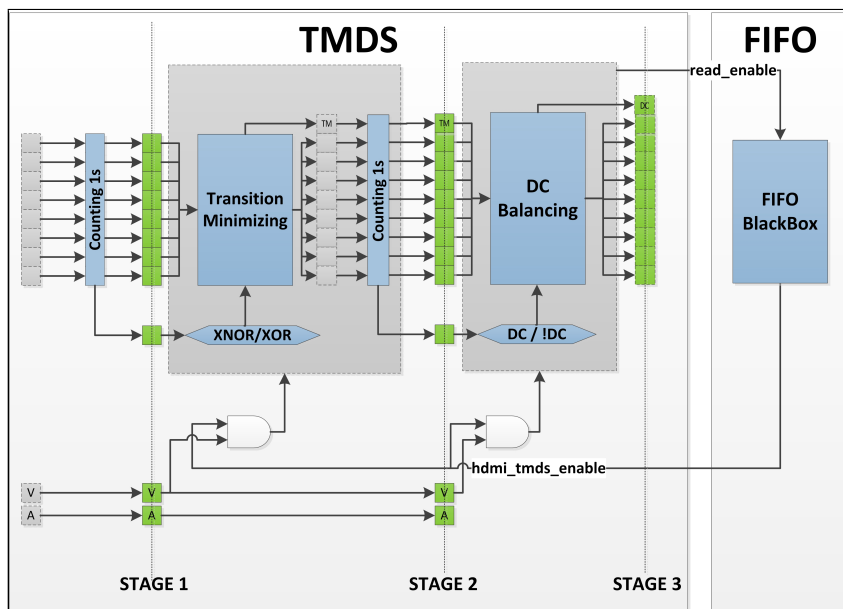 TMDS
FIFO
read_enable
TM
TM
DC
Counting 1s
Transition
Minimizing
Counting 1s
DC
Balancing
FIFO
BlackBox
XNOR/XOR
DC / !DC
hdmi_tmds_enable
V
V
V
A
A
A
STAGE 1
STAGE 2
STAGE 3